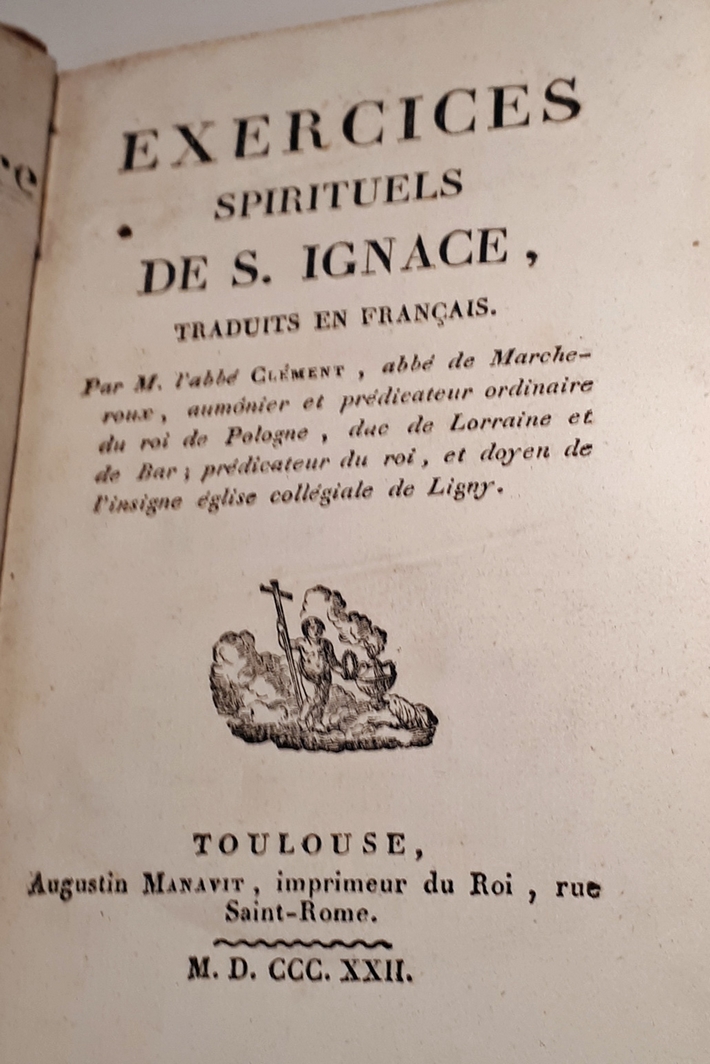 EXERCICES
SPIRITUELS
DE S. IGNACE,
TRADUITS EN FRANÇAIS.
Par M. l'abbé CLÉMENT, abbé de Marche-
roux, aumônier et prédicateur ordinaire
du roi de Pologne, duc de Lorraine et
de Bar; prédicateur du roi, et doyen de
l'insigne église collégiale de Ligny.
TOULOUSE,
Augustin MANAVIT, imprimeur du Roi, rue
Saint-Rome.
M. D. CCC. XXII.